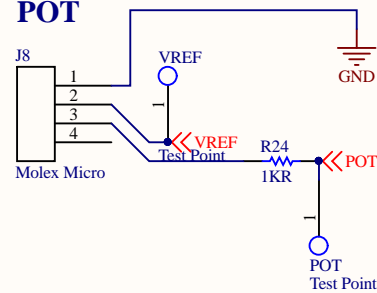 POT
J8
1
2
3
4
Molex Micro
VREF
1
VREF
Test Point
GND
R24
1KR
POT
1
POT
Test Point